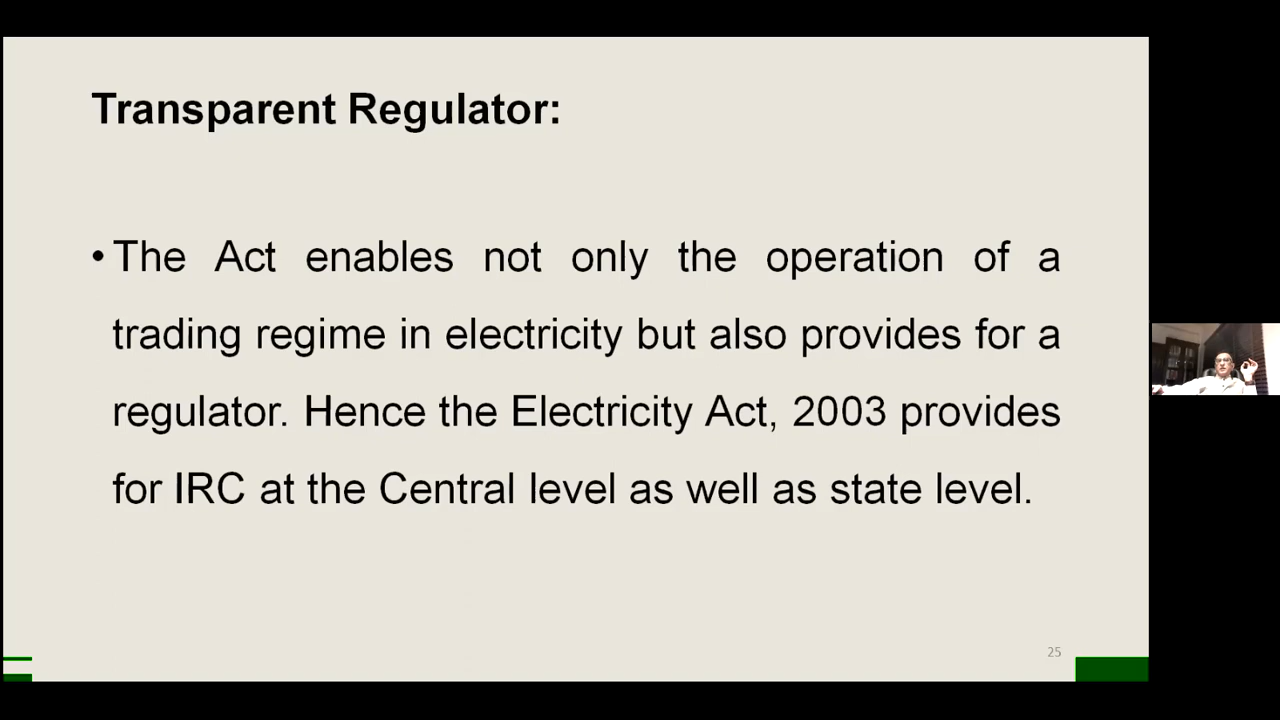 Transparent Regulator:
• The Act enables not only the operation of a
trading regime in electricity but also provides for a
regulator. Hence the Electricity Act, 2003 provides
for IRC at the Central level as well as state level.
25